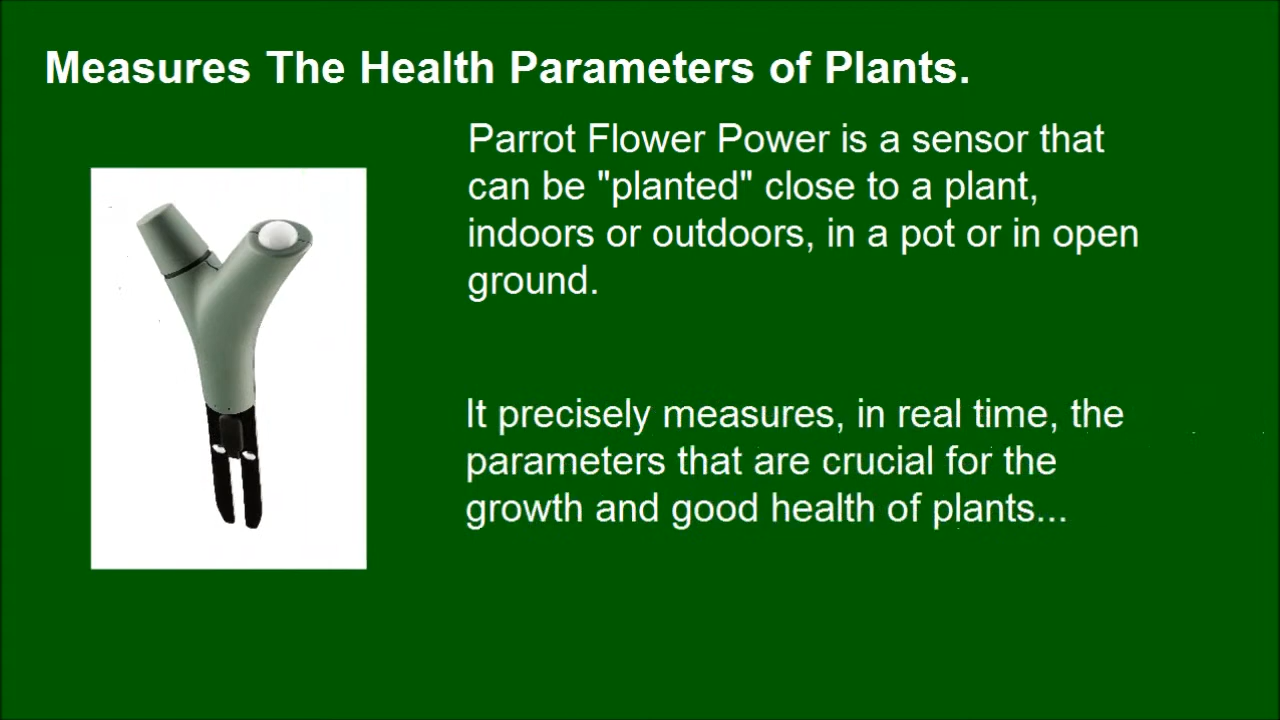 Measures The Health Parameters of Plants.
Parrot Flower Power is a sensor that
can be "planted" close to a plant,
indoors or outdoors, in a pot or in open
ground.
It precisely measures, in real time, the
parameters that are crucial for the
growth and good health of plants...